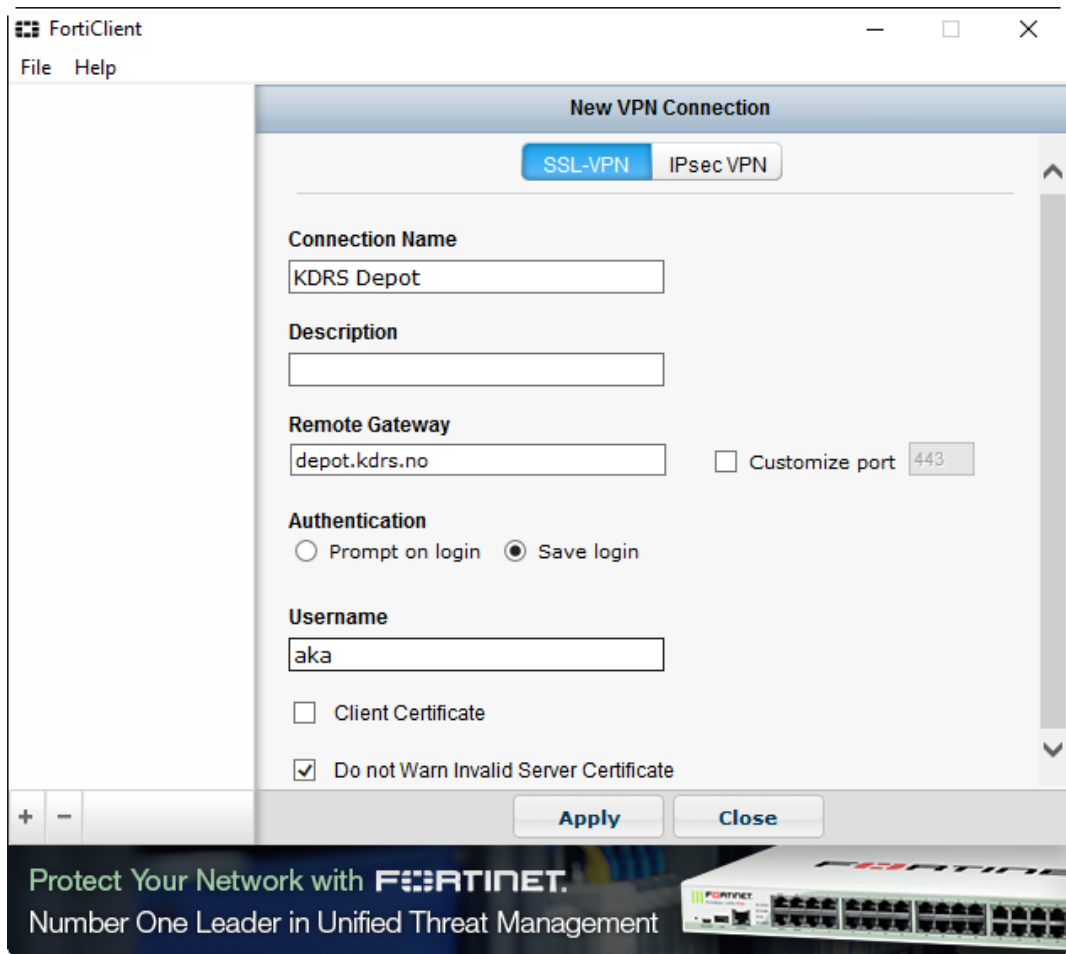 FortiClient
File Help
New VPN Connection
SSL-VPN IPsec VPN
Connection Name
KDRS Depot
Description
Remote Gateway
depot.kdrs.no
Customize port 443
Authentication
Prompt on login Save login
Username
aka
Client Certificate
Do not Warn Invalid Server Certificate
+ −
Apply Close
Protect Your Network with FORTINET.
Number One Leader in Unified Threat Management
FORTINET